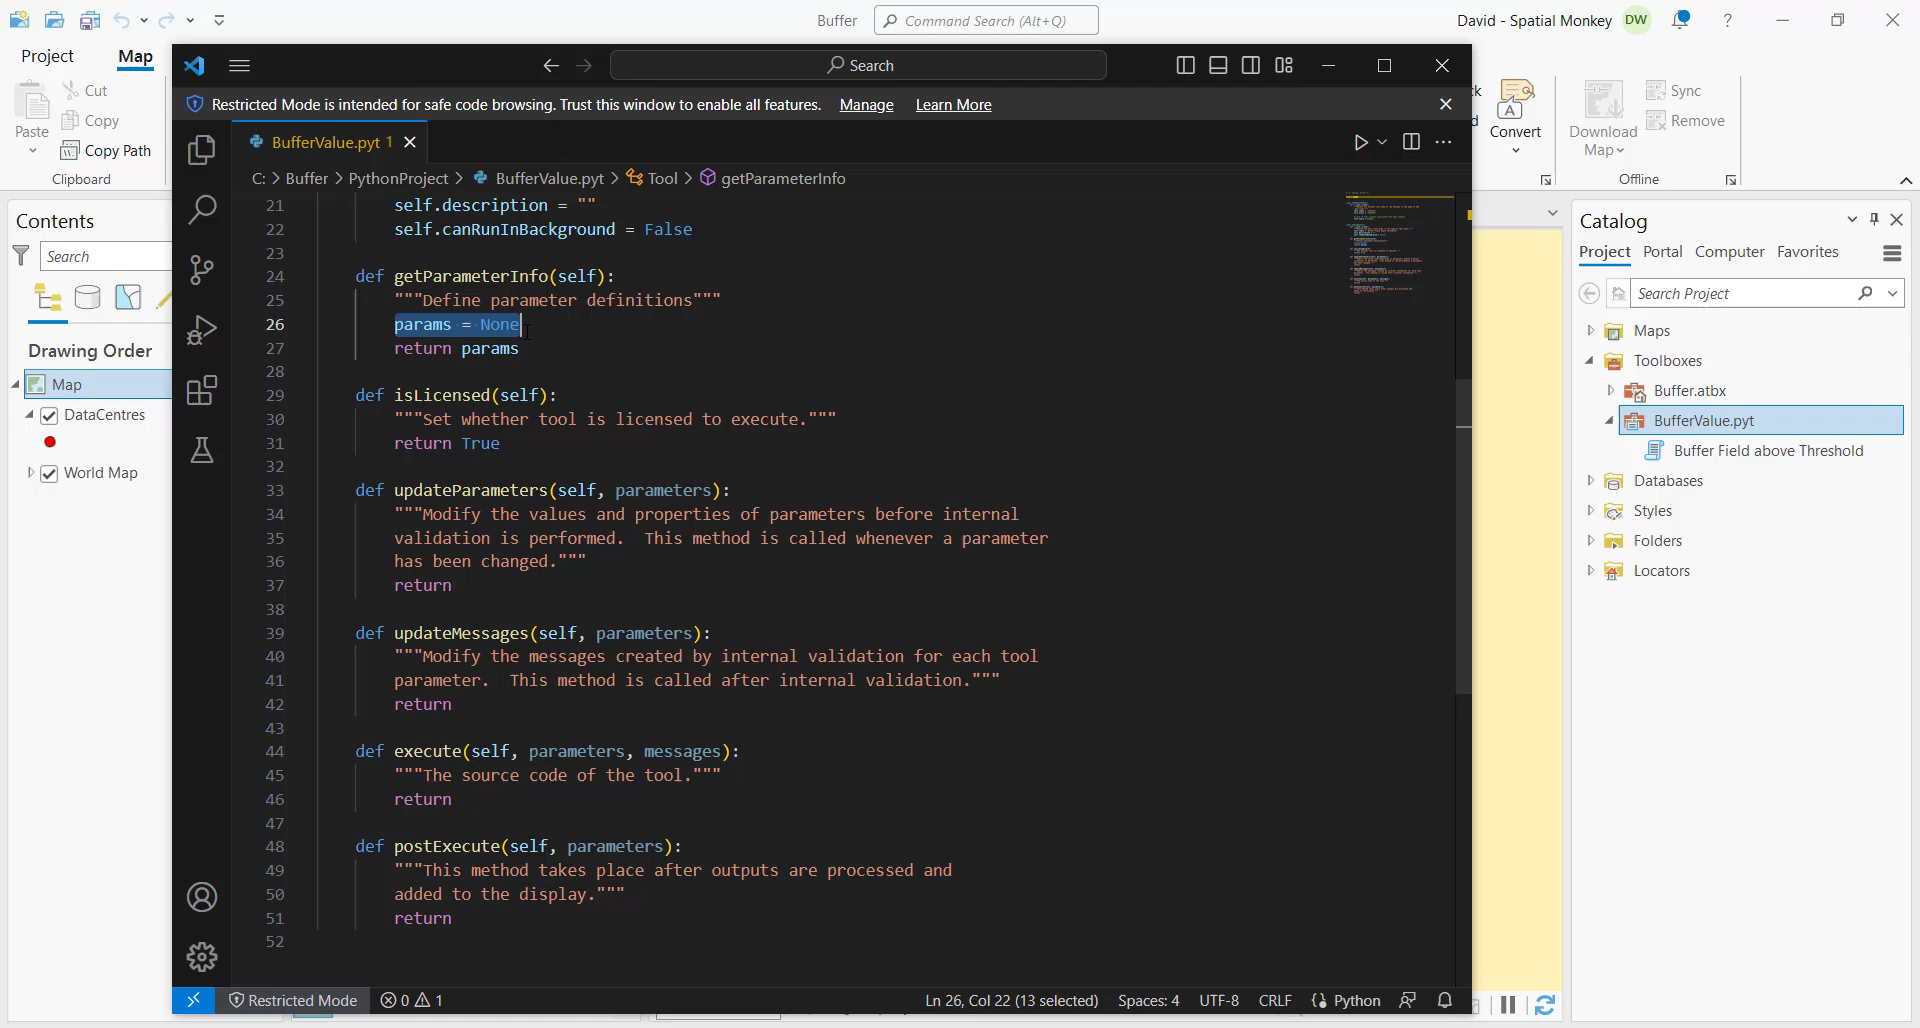 Buffer
Command Search (Alt+Q)
David - Spatial Monkey
DW
?
Project
Map
Cut
Copy
Copy Path
Paste
Clipboard
Convert
Download
Map
Sync
Remove
Offline
Search
Restricted Mode is intended for safe code browsing. Trust this window to enable all features.
Manage
Learn More
BufferValue.pyt 1
C: > Buffer > PythonProject > BufferValue.pyt > Tool > getParameterInfo
21 self.description = ""
22 self.canRunInBackground = False
23
24 def getParameterInfo(self):
25 """Define parameter definitions"""
26 params = None
27 return params
28
29 def isLicensed(self):
30 """Set whether tool is licensed to execute."""
31 return True
32
33 def updateParameters(self, parameters):
34 """Modify the values and properties of parameters before internal
35 validation is performed.  This method is called whenever a parameter
36 has been changed."""
37 return
38
39 def updateMessages(self, parameters):
40 """Modify the messages created by internal validation for each tool
41 parameter.  This method is called after internal validation."""
42 return
43
44 def execute(self, parameters, messages):
45 """The source code of the tool."""
46 return
47
48 def postExecute(self, parameters):
49 """This method takes place after outputs are processed and
50 added to the display."""
51 return
52
Restricted Mode
0
1
Ln 26, Col 22 (13 selected)
Spaces: 4
UTF-8
CRLF
Python
Contents
Search
Drawing Order
Map
DataCentres
World Map
Catalog
Project
Portal
Computer
Favorites
Search Project
Maps
Toolboxes
Buffer.atbx
BufferValue.pyt
Buffer Field above Threshold
Databases
Styles
Folders
Locators